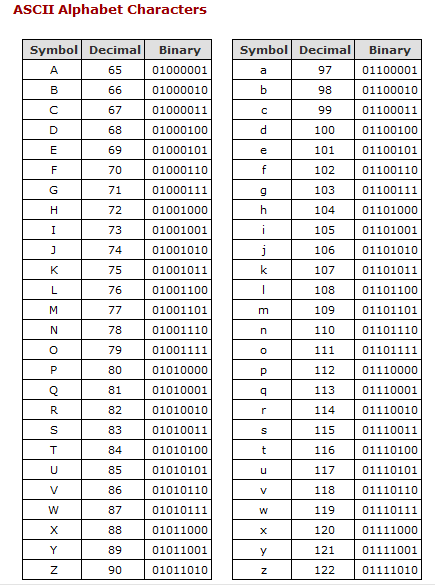 ASCII Alphabet Characters
Symbol Decimal Binary Symbol Decimal Binary
A 65 01000001 a 97 01100001
B 66 01000010 b 98 01100010
C 67 01000011 c 99 01100011
D 68 01000100 d 100 01100100
E 69 01000101 e 101 01100101
F 70 01000110 f 102 01100110
G 71 01000111 g 103 01100111
H 72 01001000 h 104 01101000
I 73 01001001 i 105 01101001
J 74 01001010 j 106 01101010
K 75 01001011 k 107 01101011
L 76 01001100 l 108 01101100
M 77 01001101 m 109 01101101
N 78 01001110 n 110 01101110
O 79 01001111 o 111 01101111
P 80 01010000 p 112 01110000
Q 81 01010001 q 113 01110001
R 82 01010010 r 114 01110010
S 83 01010011 s 115 01110011
T 84 01010100 t 116 01110100
U 85 01010101 u 117 01110101
V 86 01010110 v 118 01110110
W 87 01010111 w 119 01110111
X 88 01011000 x 120 01111000
Y 89 01011001 y 121 01111001
Z 90 01011010 z 122 01111010